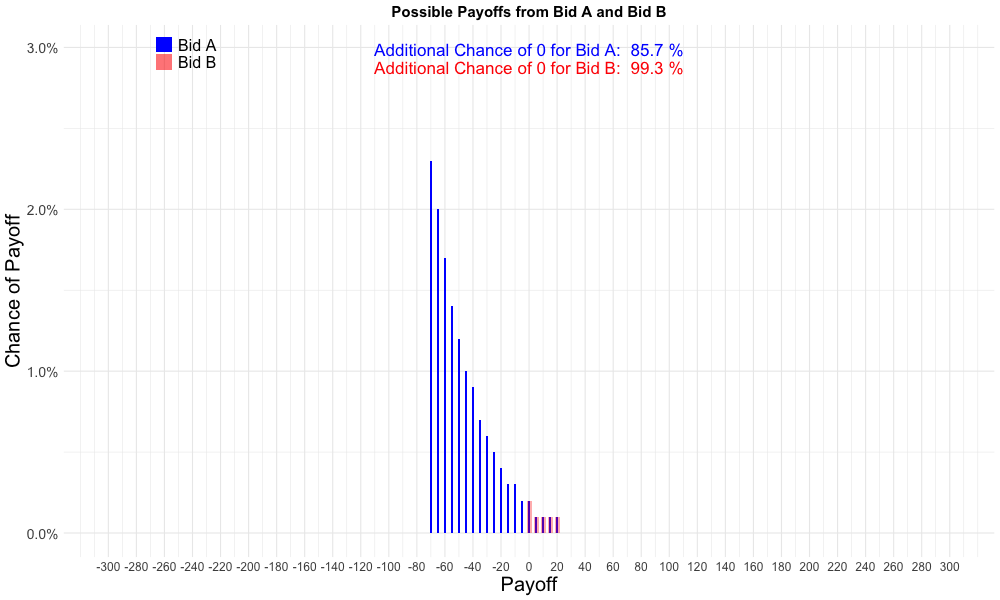 Possible Payoffs from Bid A and Bid B
Bid A
Bid B
Additional Chance of 0 for Bid A: 85.7 %
Additional Chance of 0 for Bid B: 99.3 %
Chance of Payoff
3.0%
2.0%
1.0%
0.0%
-300 -280 -260 -240 -220 -200 -180 -160 -140 -120 -100 -80 -60 -40 -20 0 20 40 60 80 100 120 140 160 180 200 220 240 260 280 300
Payoff